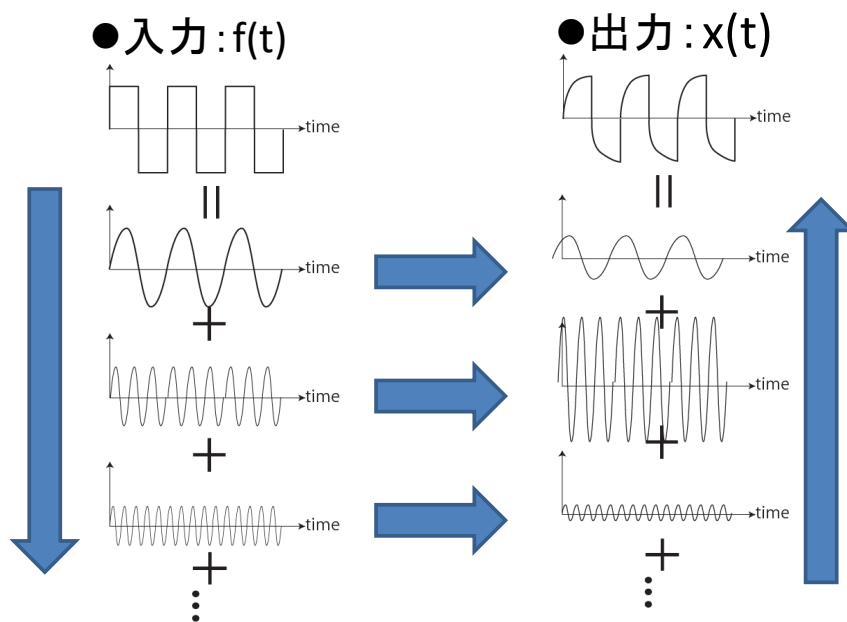 ●入力:f(t)
time
||
time
+
time
+
time
+
⋮
●出力:x(t)
time
||
time
+
time
+
time
+
⋮